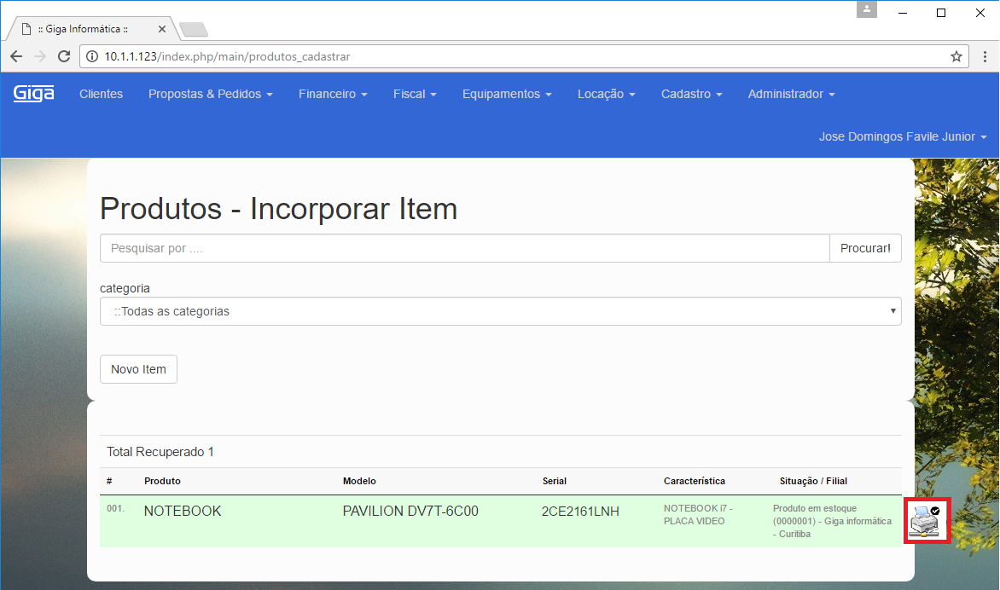 :: Giga Informática ::
10.1.1.123/index.php/main/produtos_cadastrar
Giga Clientes Propostas & Pedidos Financeiro Fiscal Equipamentos Locação Cadastro Administrador
Jose Domingos Favile Junior
Produtos - Incorporar Item
Pesquisar por .... Procurar!
categoria
::Todas as categorias
Novo Item
Total Recuperado 1
# Produto Modelo Serial Característica Situação / Filial
001. NOTEBOOK PAVILION DV7T-6C00 2CE2161LNH
NOTEBOOK i7 -
PLACA VIDEO
Produto em estoque
(0000001) - Giga informática
- Curitiba